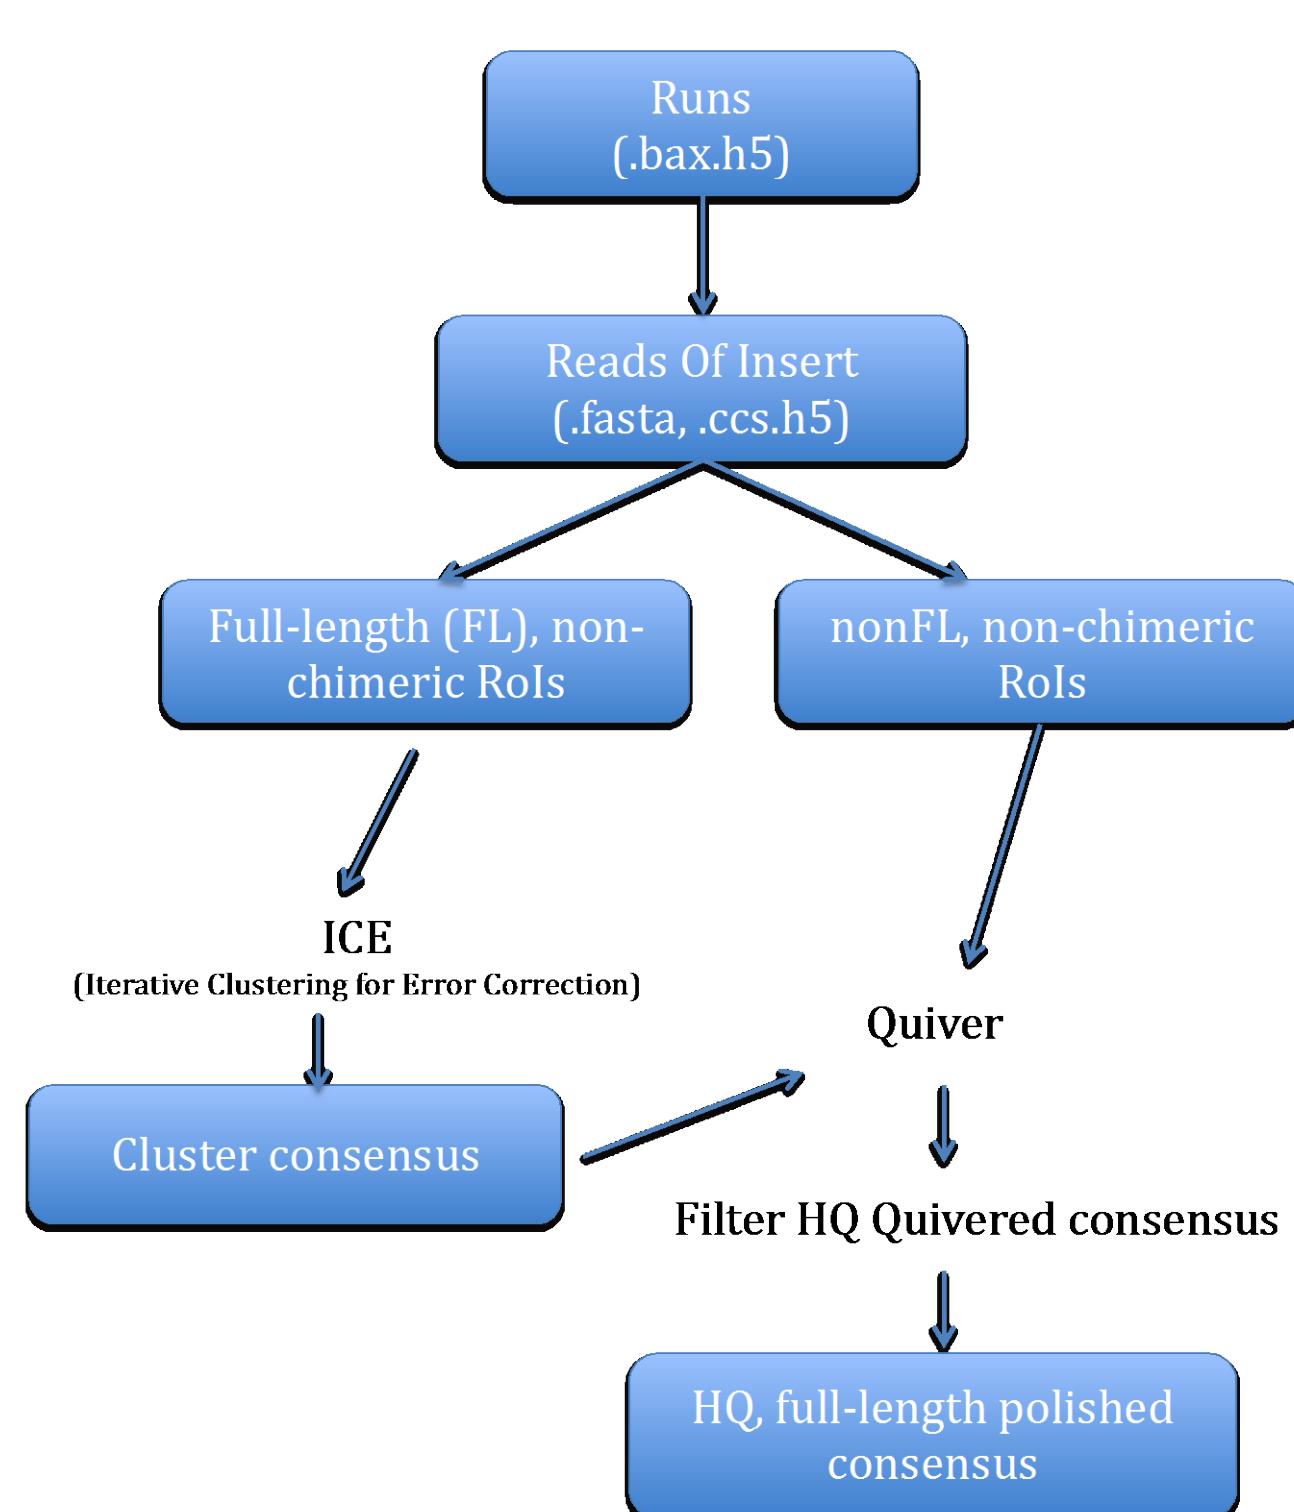 Runs
(.bax.h5)
Reads Of Insert
(.fasta, .ccs.h5)
Full-length (FL), non-
chimeric RoIs
nonFL, non-chimeric
RoIs
ICE
(Iterative Clustering for Error Correction)
Quiver
Cluster consensus
Filter HQ Quivered consensus
HQ, full-length polished
consensus